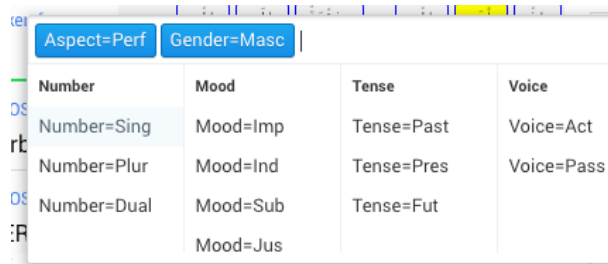 Aspect=Perf Gender=Masc
Number Mood Tense Voice
Number=Sing Mood=Imp Tense=Past Voice=Act
Number=Plur Mood=Ind Tense=Pres Voice=Pass
Number=Dual Mood=Sub Tense=Fut
Mood=Jus